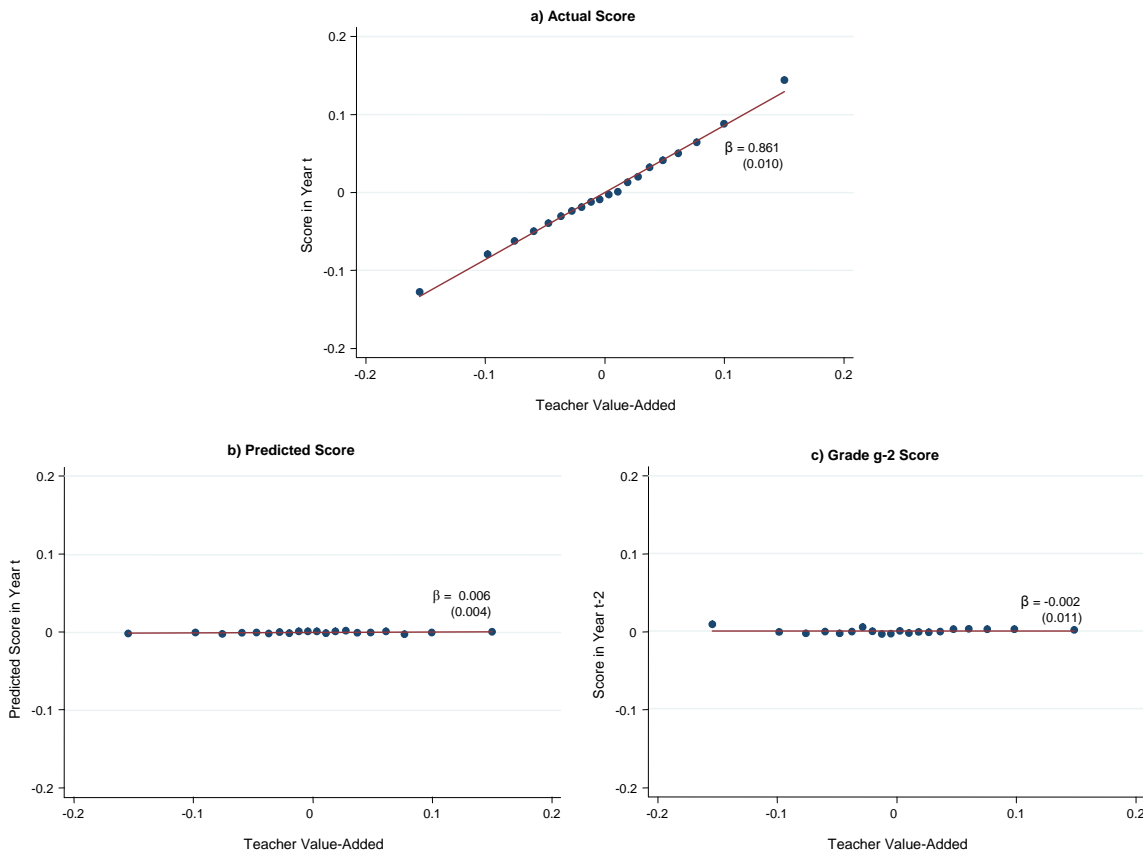 a) Actual Score
0.2
0.1
0
-0.1
-0.2
Score in Year t
β = 0.861
(0.010)
-0.2 -0.1 0 0.1 0.2
Teacher Value-Added
b) Predicted Score
0.2
0.1
0
-0.1
-0.2
Predicted Score in Year t
β = 0.006
(0.004)
-0.2 -0.1 0 0.1 0.2
Teacher Value-Added
c) Grade g-2 Score
0.2
0.1
0
-0.1
-0.2
Score in Year t-2
β = -0.002
(0.011)
-0.2 -0.1 0 0.1 0.2
Teacher Value-Added